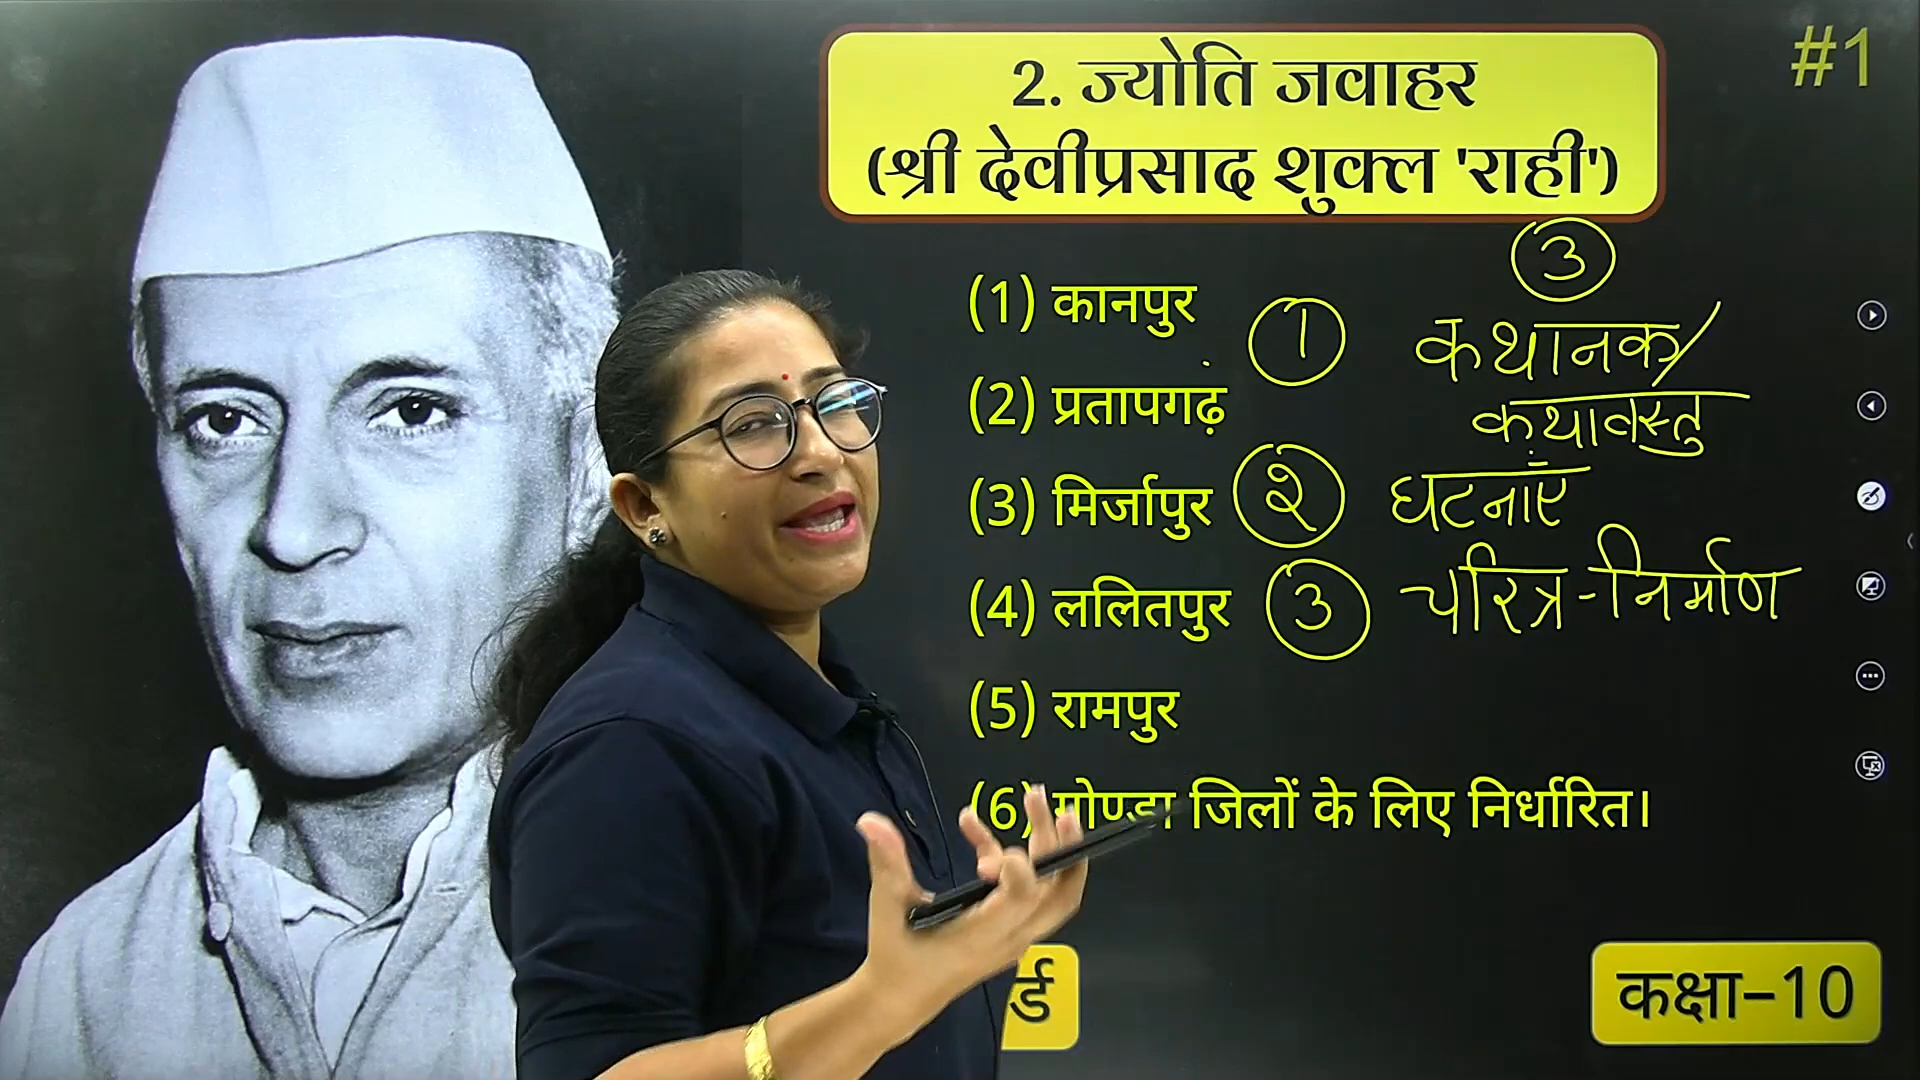 #1
2. ज्योति जवाहर
(श्री देवीप्रसाद शुक्ल 'राही')
(1) कानपुर
(2) प्रतापगढ़
(3) मिर्जापुर
(4) ललितपुर
(5) रामपुर
(6) गोण्डा जिलों के लिए निर्धारित।
③
① कथानक/
कथावस्तु
② घटनाएँ
③ चरित्र-निर्माण
र्ड
कक्षा–10